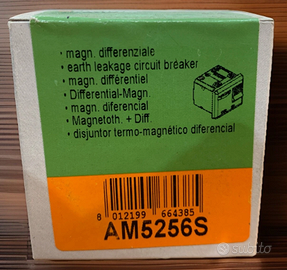 • magn. differenziale
• earth leakage circuit breaker
• magn. différentiel
• Differential-Magn.
• magn. diferencial
• Magnetoth. + Diff.
• disjuntor termo-magnético diferencial
8 012199 664385
AM5256S
subito